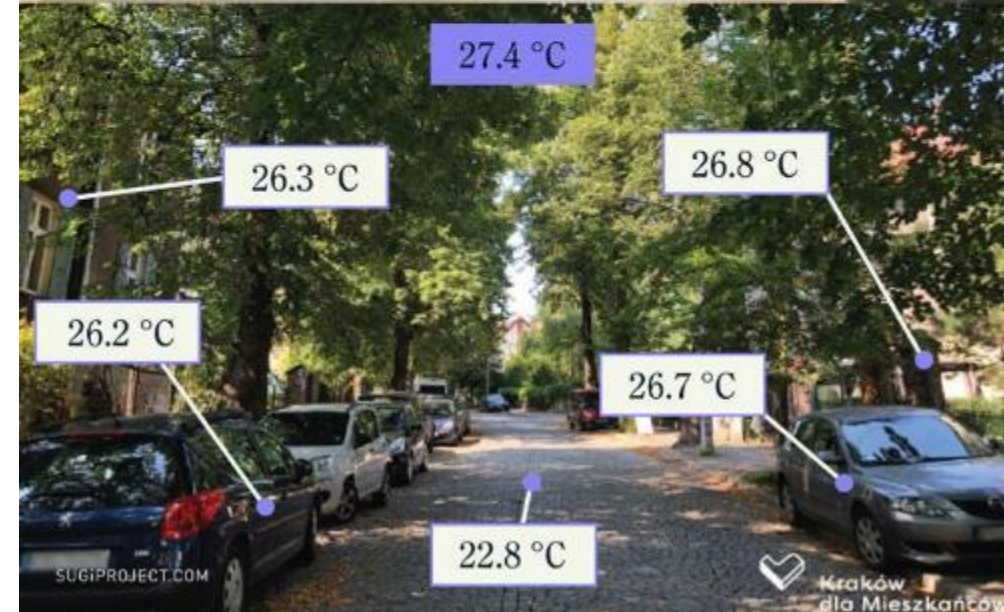 27.4 °C
26.3 °C
26.8 °C
26.2 °C
26.7 °C
22.8 °C
SUGiPROJECT.COM
Kraków
dla Mieszkańców